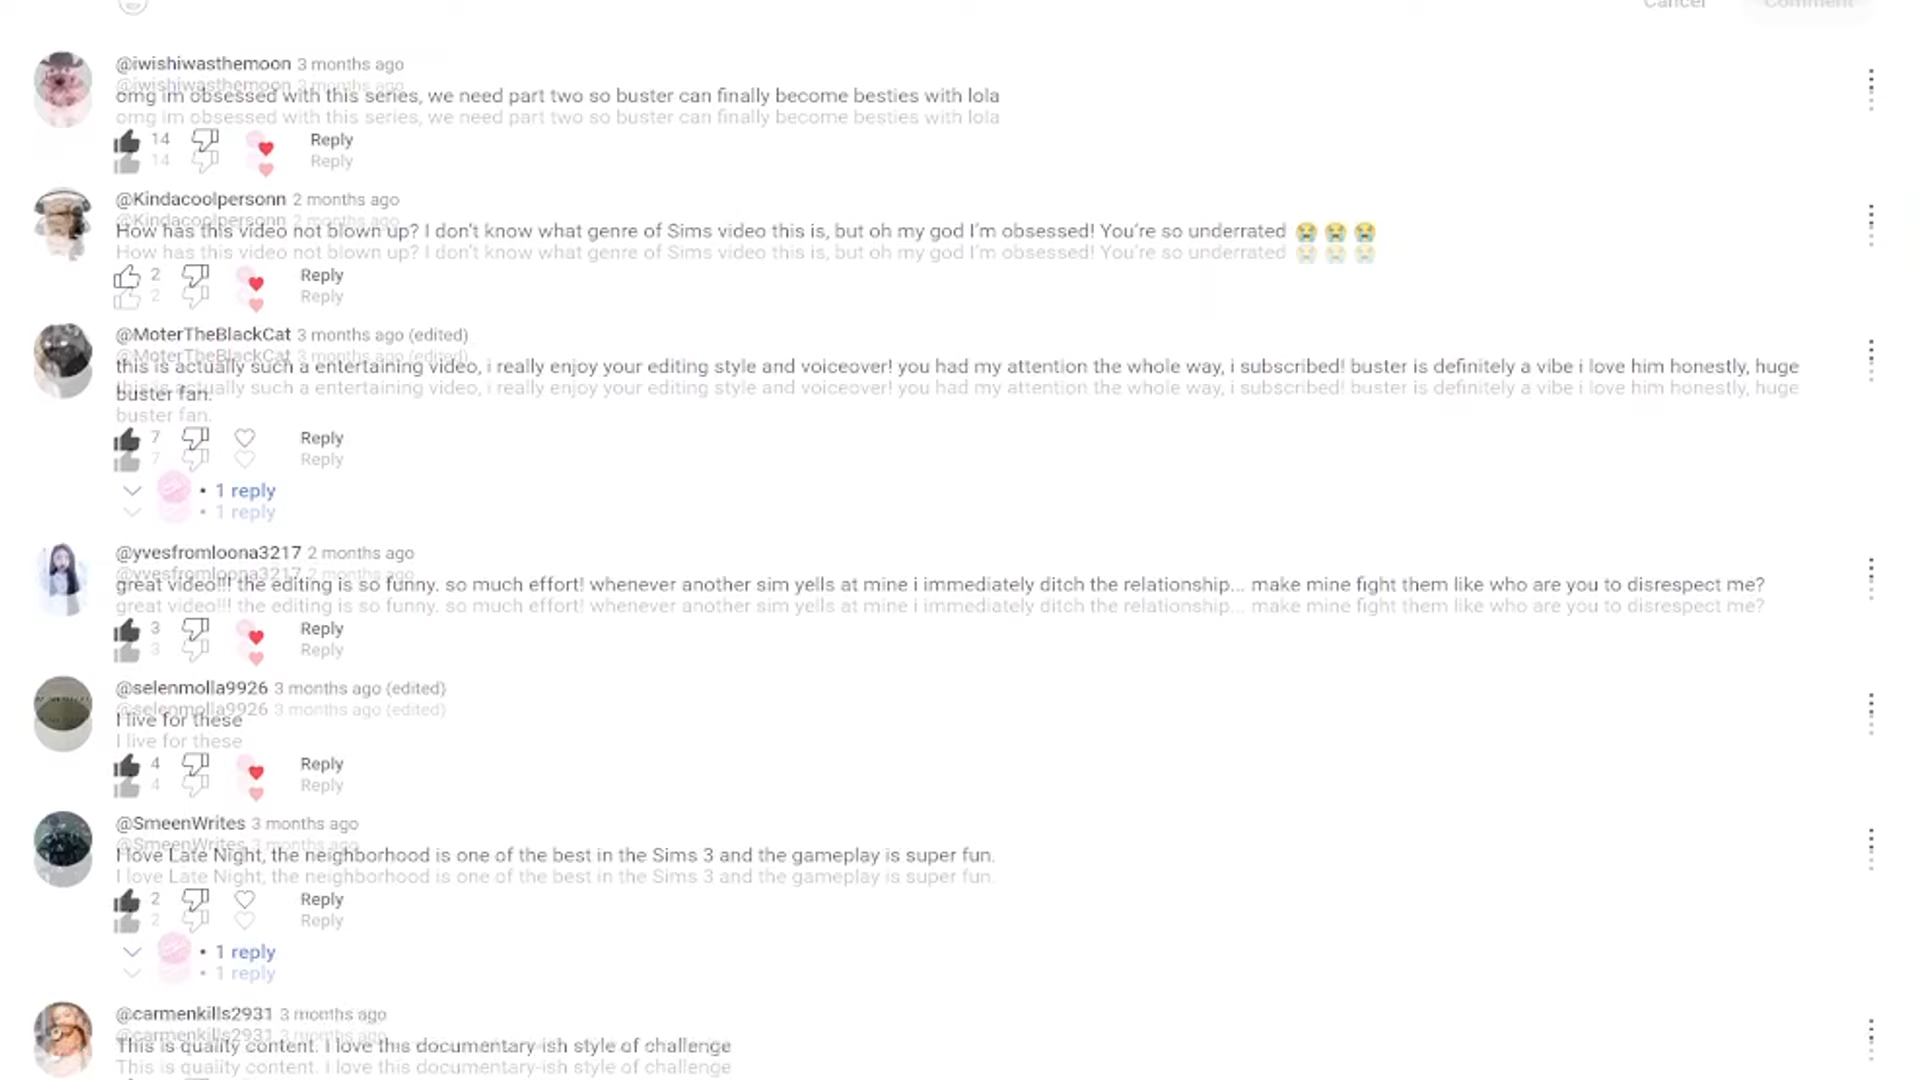 Cancel
Comment
@iwishiwasthemoon 3 months ago
omg im obsessed with this series, we need part two so buster can finally become besties with lola
14 Reply
@Kindacoolpersonn 2 months ago
How has this video not blown up? I don't know what genre of Sims video this is, but oh my god I'm obsessed! You're so underrated 😭 😭 😭
2 Reply
@MoterTheBlackCat 3 months ago (edited)
this is actually such a entertaining video, i really enjoy your editing style and voiceover! you had my attention the whole way, i subscribed! buster is definitely a vibe i love him honestly, huge
buster fan.
7 Reply
• 1 reply
@yvesfromloona3217 2 months ago
great video!!! the editing is so funny. so much effort! whenever another sim yells at mine i immediately ditch the relationship... make mine fight them like who are you to disrespect me?
3 Reply
@selenmolla9926 3 months ago (edited)
I live for these
4 Reply
@SmeenWrites 3 months ago
I love Late Night, the neighborhood is one of the best in the Sims 3 and the gameplay is super fun.
2 Reply
• 1 reply
@carmenkills2931 3 months ago
This is quality content. I love this documentary-ish style of challenge